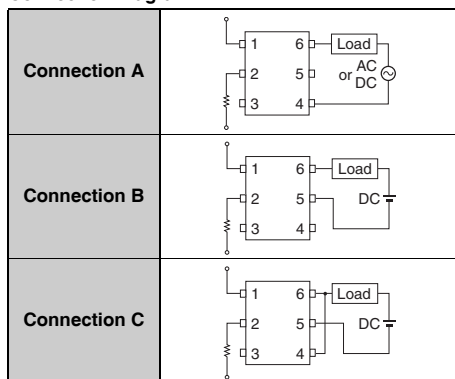 Connection A
1 6 Load
2 5 or AC
DC
3 4
Connection B
1 6 Load
2 5 DC
3 4
Connection C
1 6 Load
2 5 DC
3 4